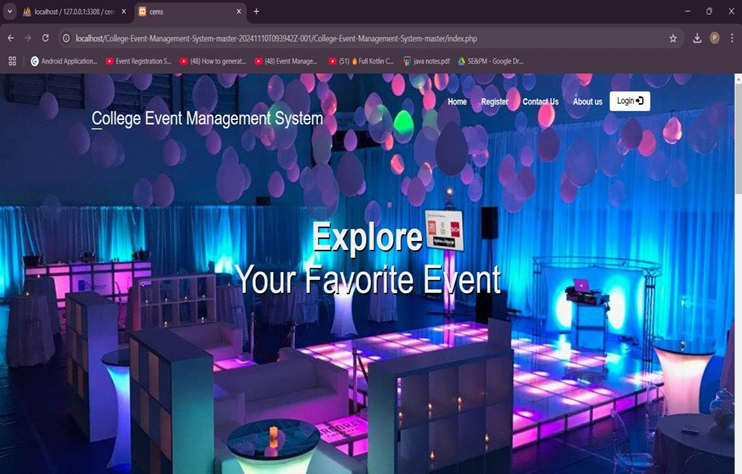 localhost / 127.0.0.1:3308 / cem
cems
localhost/College-Event-Management-System-master-20241110T093942Z-001/College-Event-Management-System-master/index.php
P
Android Application...
Event Registration S...
(48) How to generat...
(48) Event Manage...
(51) 🔥 Full Kotlin C...
java notes.pdf
SE&PM - Google Dr...
College Event Management System
Home Register Contact Us About us Login
Explore
Your Favorite Event